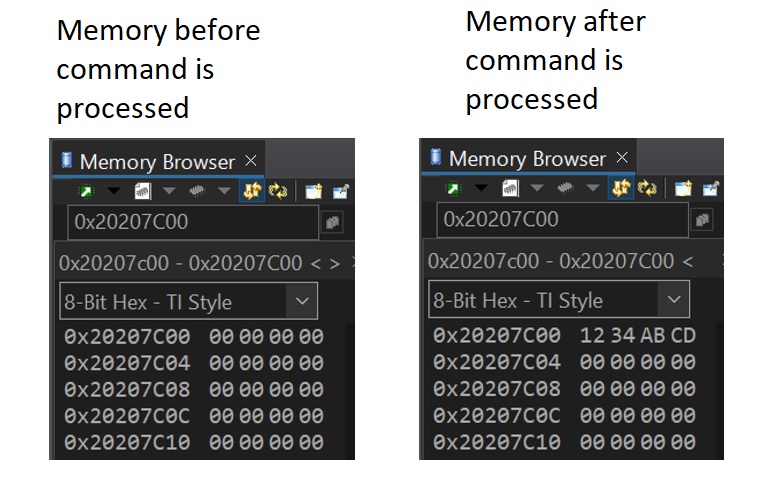 Memory before
command is
processed
Memory Browser ×
0x20207C00
0x20207c00 - 0x20207C00 < >
8-Bit Hex - TI Style
0x20207C00 00 00 00 00
0x20207C04 00 00 00 00
0x20207C08 00 00 00 00
0x20207C0C 00 00 00 00
0x20207C10 00 00 00 00
Memory after
command is
processed
Memory Browser ×
0x20207C00
0x20207c00 - 0x20207C00 <
8-Bit Hex - TI Style
0x20207C00 12 34 AB CD
0x20207C04 00 00 00 00
0x20207C08 00 00 00 00
0x20207C0C 00 00 00 00
0x20207C10 00 00 00 00